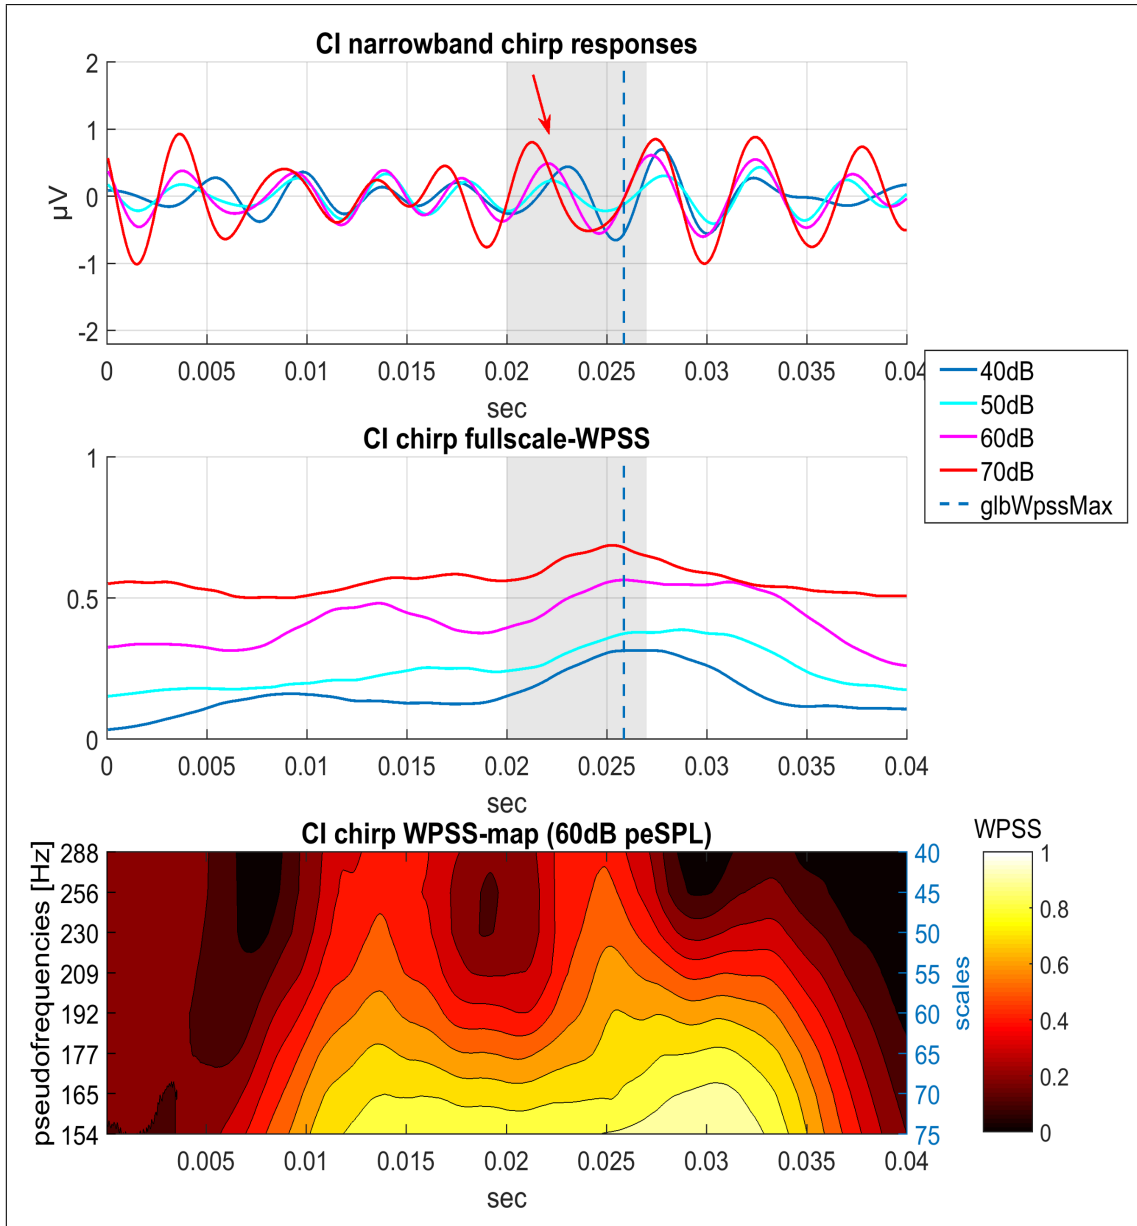 CI narrowband chirp responses
2
1
0
-1
-2
µV
0 0.005 0.01 0.015 0.02 0.025 0.03 0.035 0.04
sec
40dB
50dB
60dB
70dB
glbWpssMax
CI chirp fullscale-WPSS
1
0.5
0
0 0.005 0.01 0.015 0.02 0.025 0.03 0.035 0.04
sec
CI chirp WPSS-map (60dB peSPL)
pseudofrequencies [Hz]
288
256
230
209
192
177
165
154
40
45
50
55
60
65
70
75
scales
WPSS
1
0.8
0.6
0.4
0.2
0
0.005 0.01 0.015 0.02 0.025 0.03 0.035 0.04
sec